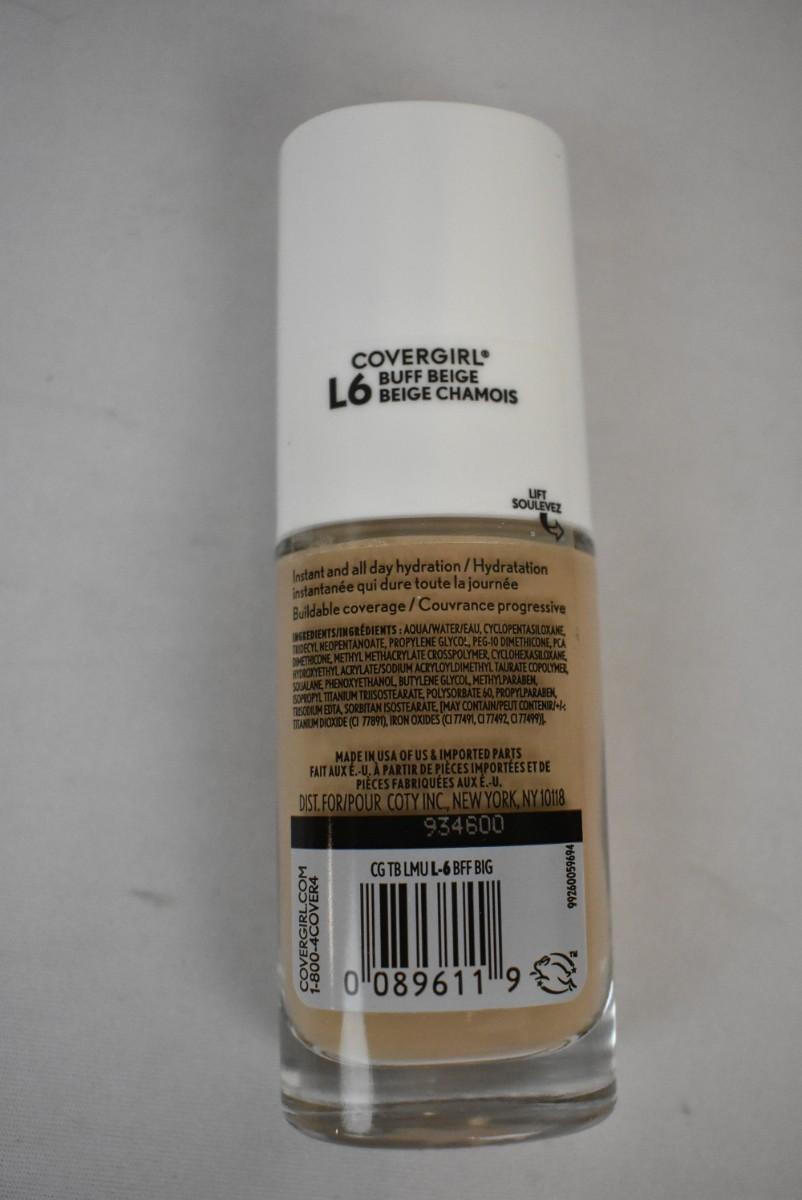 COVERGIRL®
L6 BUFF BEIGE
BEIGE CHAMOIS
LIFT
SOULEVEZ
Instant and all day hydration / Hydratation
instantanée qui dure toute la journée
Buildable coverage / Couvrance progressive
INGREDIENTS/INGRÉDIENTS : AQUA/WATER/EAU, CYCLOPENTASILOXANE,
TRIDECYL NEOPENTANOATE, PROPYLENE GLYCOL, PEG-10 DIMETHICONE, PCA
DIMETHICONE, METHYL METHACRYLATE CROSSPOLYMER, CYCLOHEXASILOXANE,
HYDROXYETHYL ACRYLATE/SODIUM ACRYLOYLDIMETHYL TAURATE COPOLYMER,
SQUALANE, PHENOXYETHANOL, BUTYLENE GLYCOL, METHYLPARABEN,
ISOPROPYL TITANIUM TRIISOSTEARATE, POLYSORBATE 60, PROPYLPARABEN,
TRISODIUM EDTA, SORBITAN ISOSTEARATE, [MAY CONTAIN/PEUT CONTENIR/+/-:
TITANIUM DIOXIDE (CI 77891), IRON OXIDES (CI 77491, CI 77492, CI 77499)].
MADE IN USA OF US & IMPORTED PARTS
FAIT AUX É.-U. À PARTIR DE PIÈCES IMPORTÉES ET DE
PIÈCES FABRIQUÉES AUX É.-U.
DIST. FOR/POUR COTY INC., NEW YORK, NY 10118
934600
CG TB LMU L-6 BFF BIG
99260059694
COVERGIRL.COM
1-800-4COVER4
0 089611 9
2